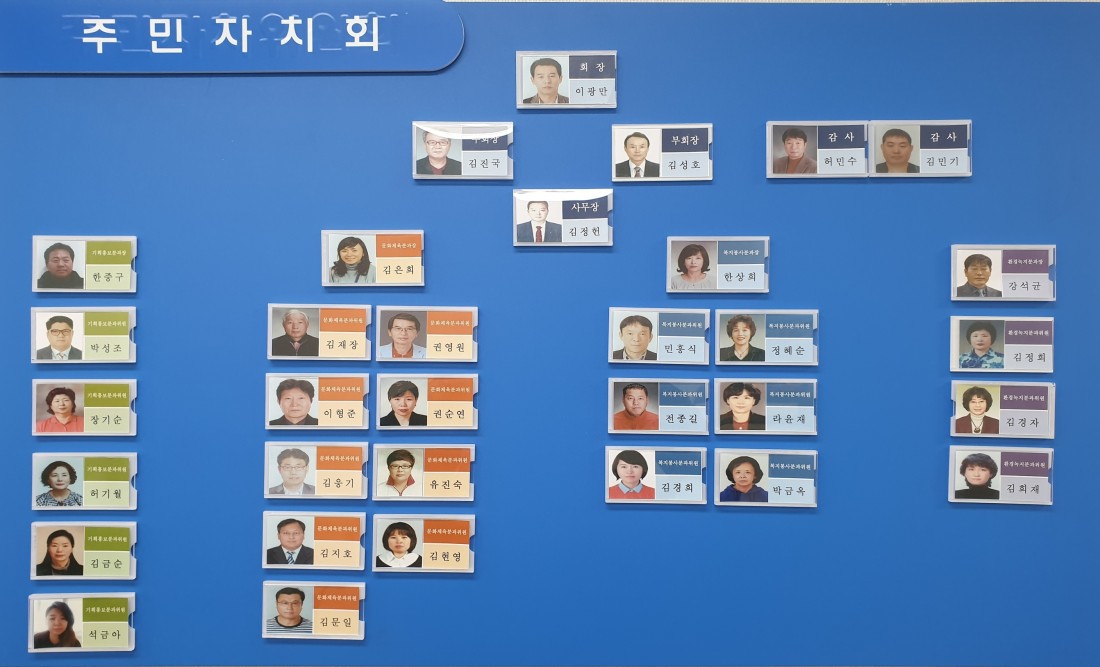 주민자치회
회 장
이광만
부회장
김진국
부회장
김성호
감 사
허민수
감 사
김민기
사무장
김정헌
기획홍보분과장
한중구
기획홍보분과위원
박성조
기획홍보분과위원
장기순
기획홍보분과위원
허기월
기획홍보분과위원
김금순
기획홍보분과위원
석금아
문화체육분과장
김은희
문화체육분과위원
김재장
문화체육분과위원
권영원
문화체육분과위원
이형준
문화체육분과위원
권순연
문화체육분과위원
김웅기
문화체육분과위원
유진숙
문화체육분과위원
김지호
문화체육분과위원
김현영
문화체육분과위원
김문일
복지봉사분과장
한상희
복지봉사분과위원
민홍식
복지봉사분과위원
정혜순
복지봉사분과위원
전중길
복지봉사분과위원
라윤재
복지봉사분과위원
김경희
복지봉사분과위원
박금옥
환경녹지분과장
강석균
환경녹지분과위원
김정희
환경녹지분과위원
김경자
환경녹지분과위원
김희재